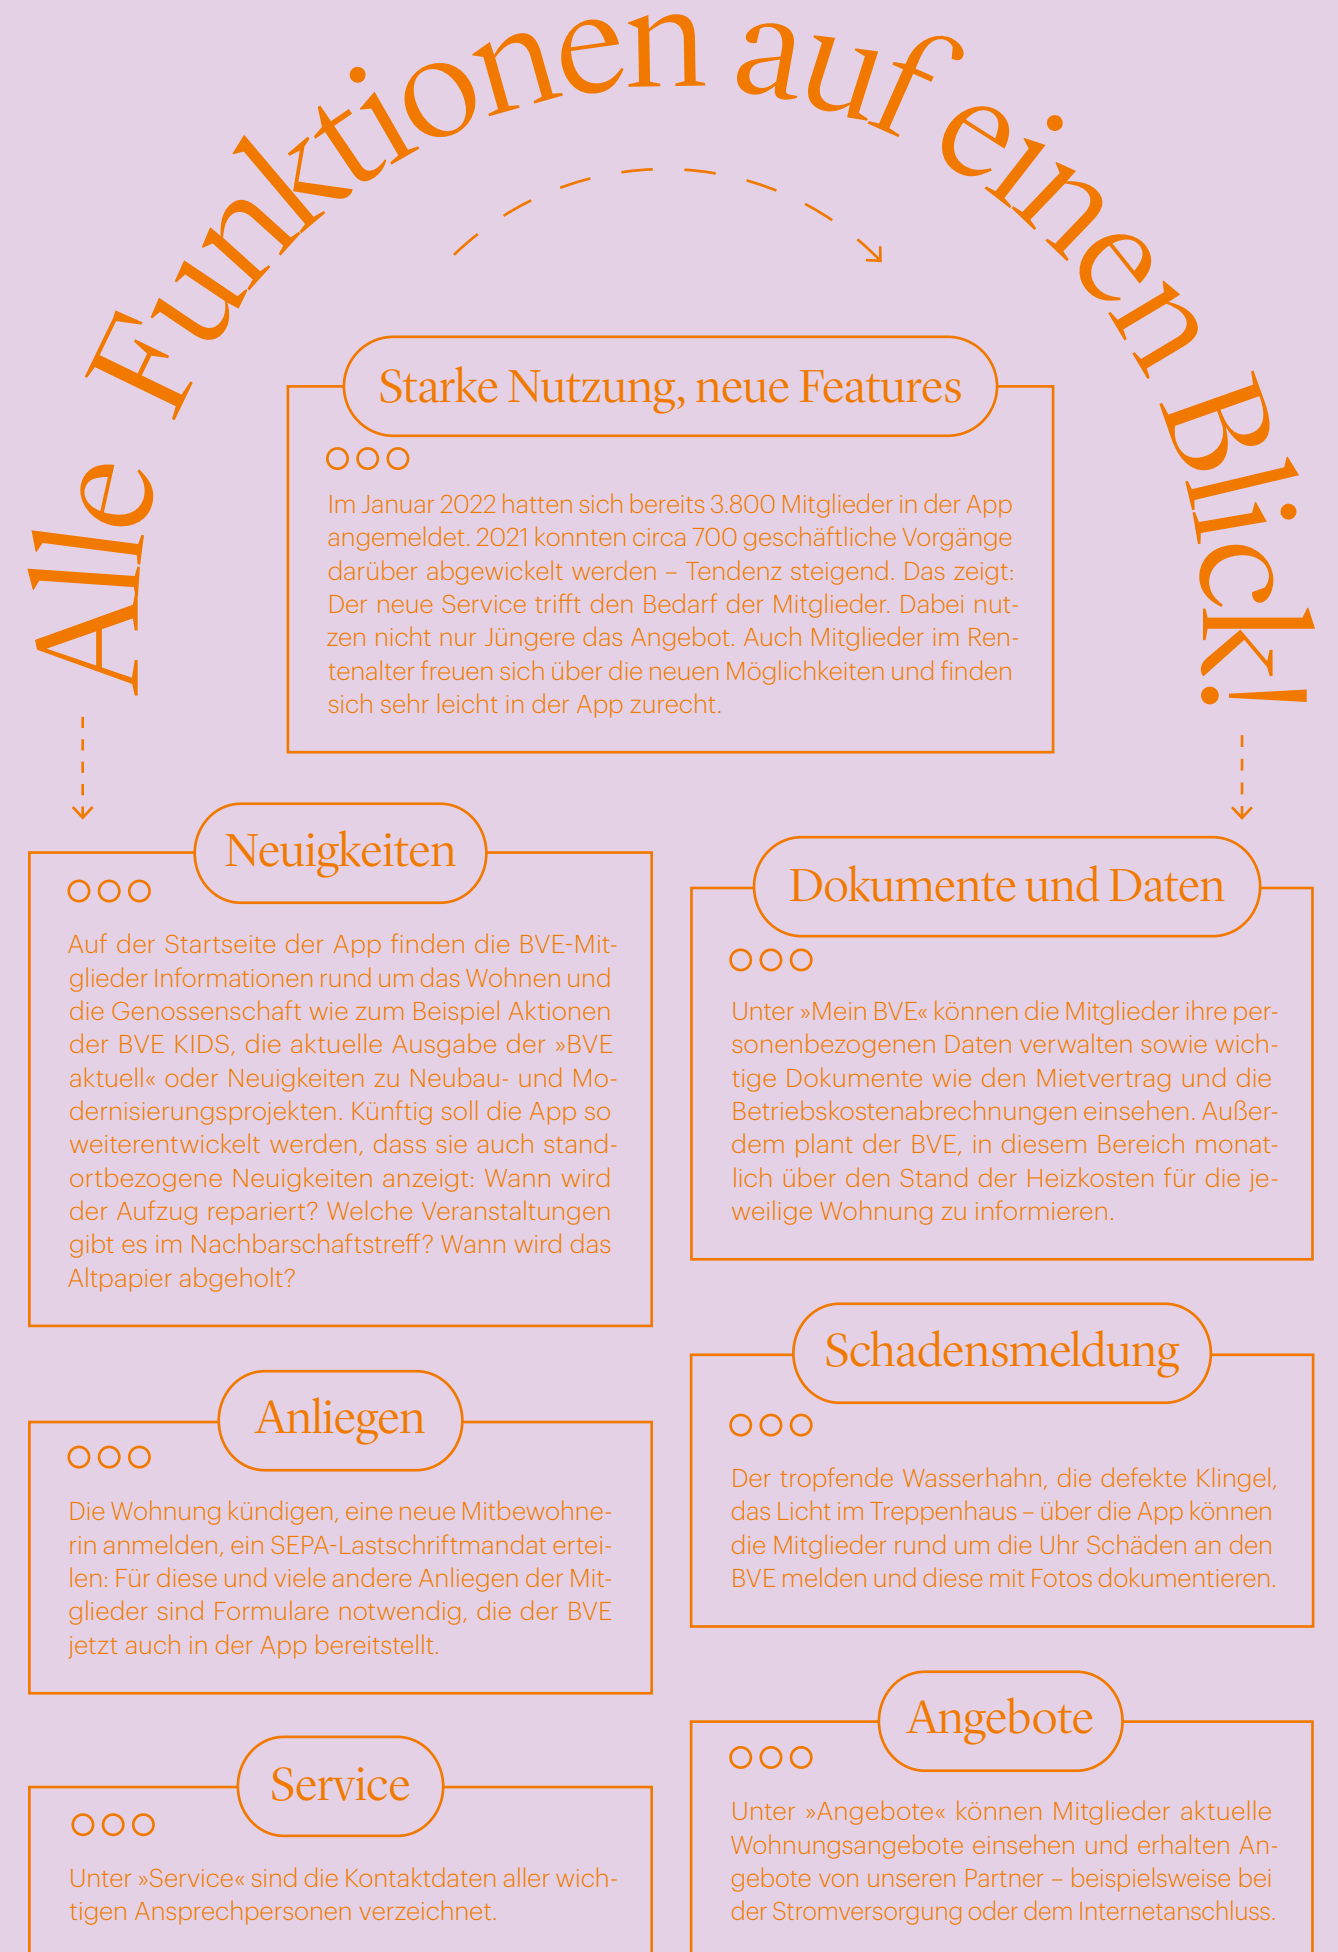 Alle Funktionen auf einen Blick!
Starke Nutzung, neue Features
Im Januar 2022 hatten sich bereits 3.800 Mitglieder in der App
angemeldet. 2021 konnten circa 700 geschäftliche Vorgänge
darüber abgewickelt werden – Tendenz steigend. Das zeigt:
Der neue Service trifft den Bedarf der Mitglieder. Dabei nut-
zen nicht nur Jüngere das Angebot. Auch Mitglieder im Ren-
tenalter freuen sich über die neuen Möglichkeiten und finden
sich sehr leicht in der App zurecht.
Neuigkeiten
Auf der Startseite der App finden die BVE-Mit-
glieder Informationen rund um das Wohnen und
die Genossenschaft wie zum Beispiel Aktionen
der BVE KIDS, die aktuelle Ausgabe der »BVE
aktuell« oder Neuigkeiten zu Neubau- und Mo-
dernisierungsprojekten. Künftig soll die App so
weiterentwickelt werden, dass sie auch stand-
ortbezogene Neuigkeiten anzeigt: Wann wird
der Aufzug repariert? Welche Veranstaltungen
gibt es im Nachbarschaftstreff? Wann wird das
Altpapier abgeholt?
Anliegen
Die Wohnung kündigen, eine neue Mitbewohne-
rin anmelden, ein SEPA-Lastschriftmandat ertei-
len: Für diese und viele andere Anliegen der Mit-
glieder sind Formulare notwendig, die der BVE
jetzt auch in der App bereitstellt.
Service
Unter »Service« sind die Kontaktdaten aller wich-
tigen Ansprechpersonen verzeichnet.
Dokumente und Daten
Unter »Mein BVE« können die Mitglieder ihre per-
sonenbezogenen Daten verwalten sowie wich-
tige Dokumente wie den Mietvertrag und die
Betriebskostenabrechnungen einsehen. Außer-
dem plant der BVE, in diesem Bereich monat-
lich über den Stand der Heizkosten für die je-
weilige Wohnung zu informieren.
Schadensmeldung
Der tropfende Wasserhahn, die defekte Klingel,
das Licht im Treppenhaus – über die App können
die Mitglieder rund um die Uhr Schäden an den
BVE melden und diese mit Fotos dokumentieren.
Angebote
Unter »Angebote« können Mitglieder aktuelle
Wohnungsangebote einsehen und erhalten An-
gebote von unseren Partner – beispielsweise bei
der Stromversorgung oder dem Internetanschluss.